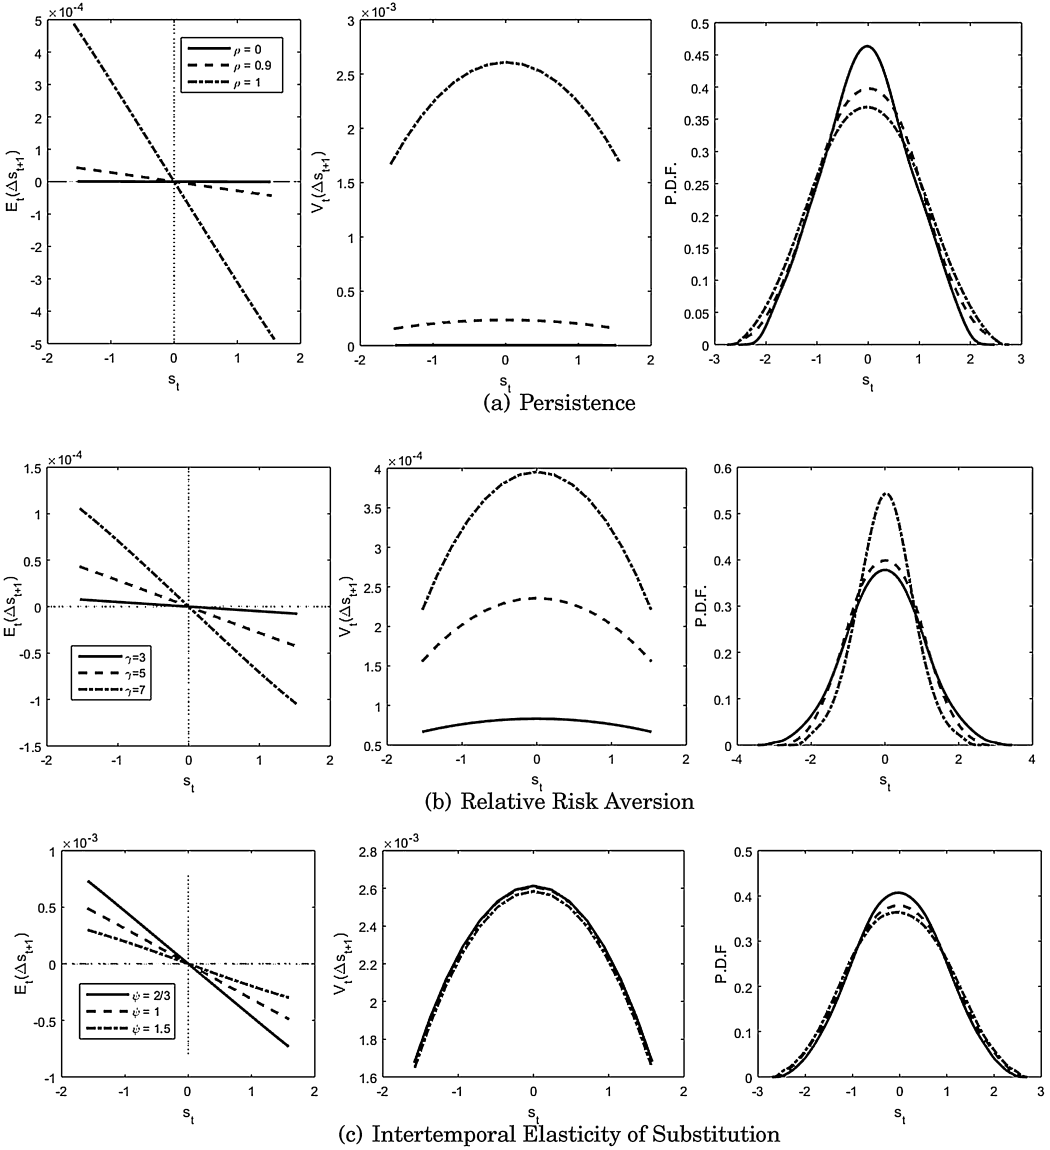 ×10⁻⁴
5
4
3
2
1
0
-1
-2
-3
-4
-5
-2 -1 0 1 2
E_t(Δs_{t+1})
s_t
ρ = 0
ρ = 0.9
ρ = 1
×10⁻³
3
2.5
2
1.5
1
0.5
0
-2 -1 0 1 2
V_t(Δs_{t+1})
s_t
0.5
0.45
0.4
0.35
0.3
0.25
0.2
0.15
0.1
0.05
0
-3 -2 -1 0 1 2 3
P.D.F.
s_t
(a) Persistence
×10⁻⁴
1.5
1
0.5
0
-0.5
-1
-1.5
-2 -1 0 1 2
E_t(Δs_{t+1})
s_t
γ=3
γ=5
γ=7
×10⁻⁴
4
3.5
3
2.5
2
1.5
1
0.5
-2 -1 0 1 2
V_t(Δs_{t+1})
s_t
0.6
0.5
0.4
0.3
0.2
0.1
0
-4 -2 0 2 4
P.D.F.
s_t
(b) Relative Risk Aversion
×10⁻³
1
0.5
0
-0.5
-1
-2 -1 0 1 2
E_t(Δs_{t+1})
s_t
ψ = 2/3
ψ = 1
ψ = 1.5
×10⁻³
2.8
2.6
2.4
2.2
2
1.8
1.6
-2 -1 0 1 2
V_t(Δs_{t+1})
s_t
0.5
0.4
0.3
0.2
0.1
0
-3 -2 -1 0 1 2 3
P.D.F
s_t
(c) Intertemporal Elasticity of Substitution